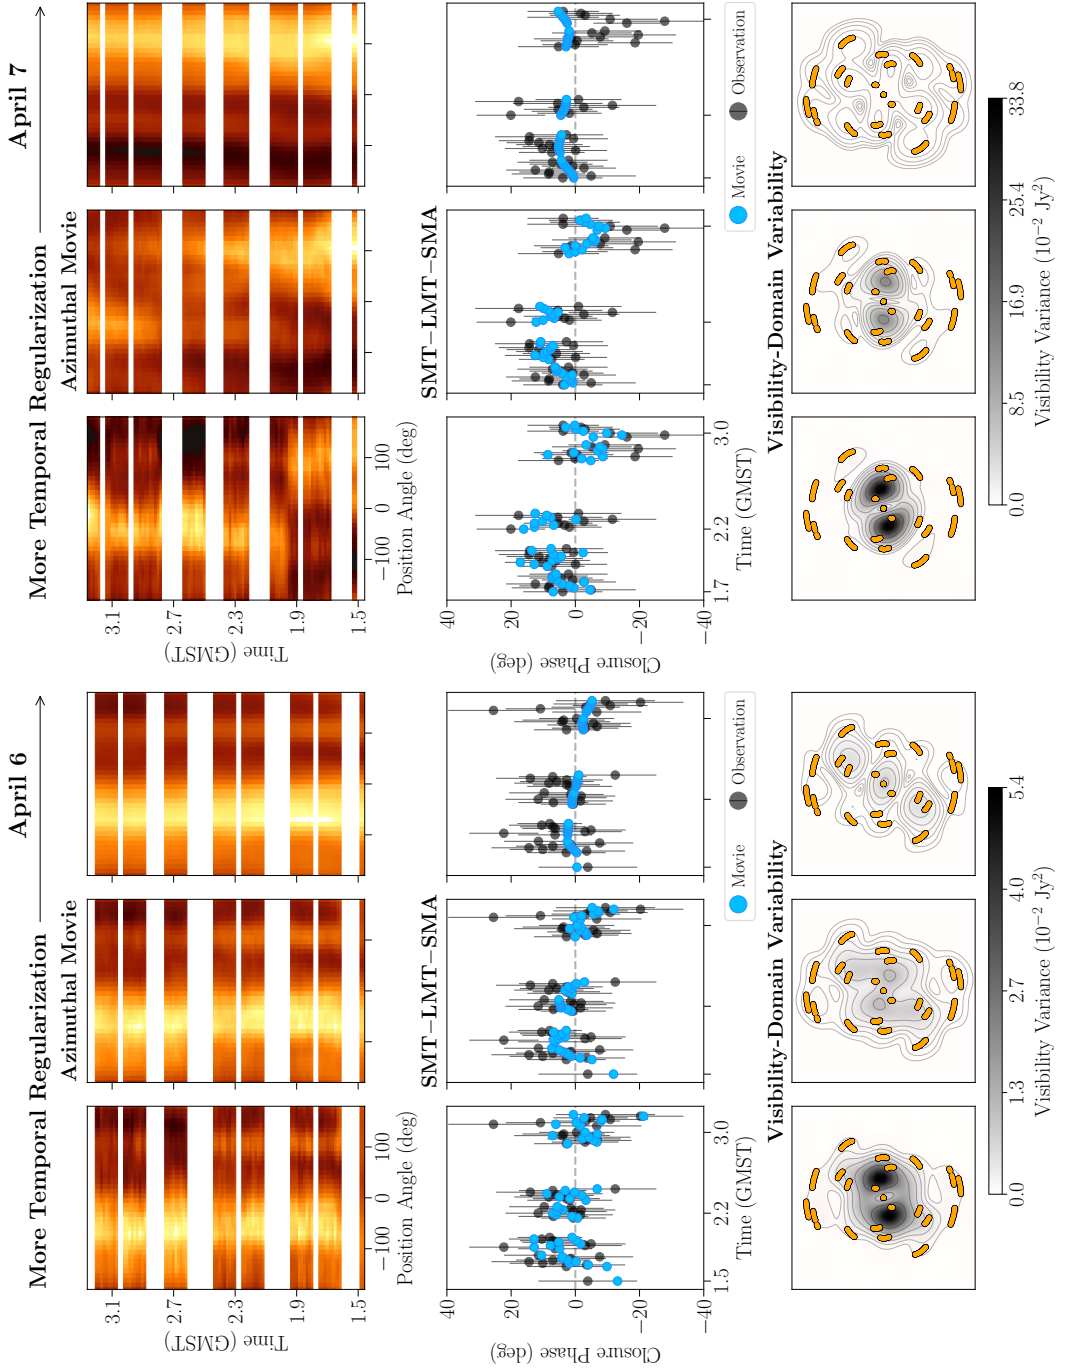 April 6
More Temporal Regularization
Azimuthal Movie
Time (GMST)
3.1
2.7
2.3
1.9
1.5
−100 0 100
Position Angle (deg)
SMT−LMT−SMA
Closure Phase (deg)
20
0
−20
−40
1.5 2.2 3.0
Time (GMST)
Movie Observation
Visibility-Domain Variability
0.0 1.3 2.7 4.0 5.4
Visibility Variance (10⁻² Jy²)
April 7
More Temporal Regularization
Azimuthal Movie
Time (GMST)
3.1
2.7
2.3
1.9
1.5
−100 0 100
Position Angle (deg)
SMT−LMT−SMA
Closure Phase (deg)
40
20
0
−20
−40
1.7 2.2 3.0
Time (GMST)
Movie Observation
Visibility-Domain Variability
0.0 8.5 16.9 25.4 33.8
Visibility Variance (10⁻² Jy²)